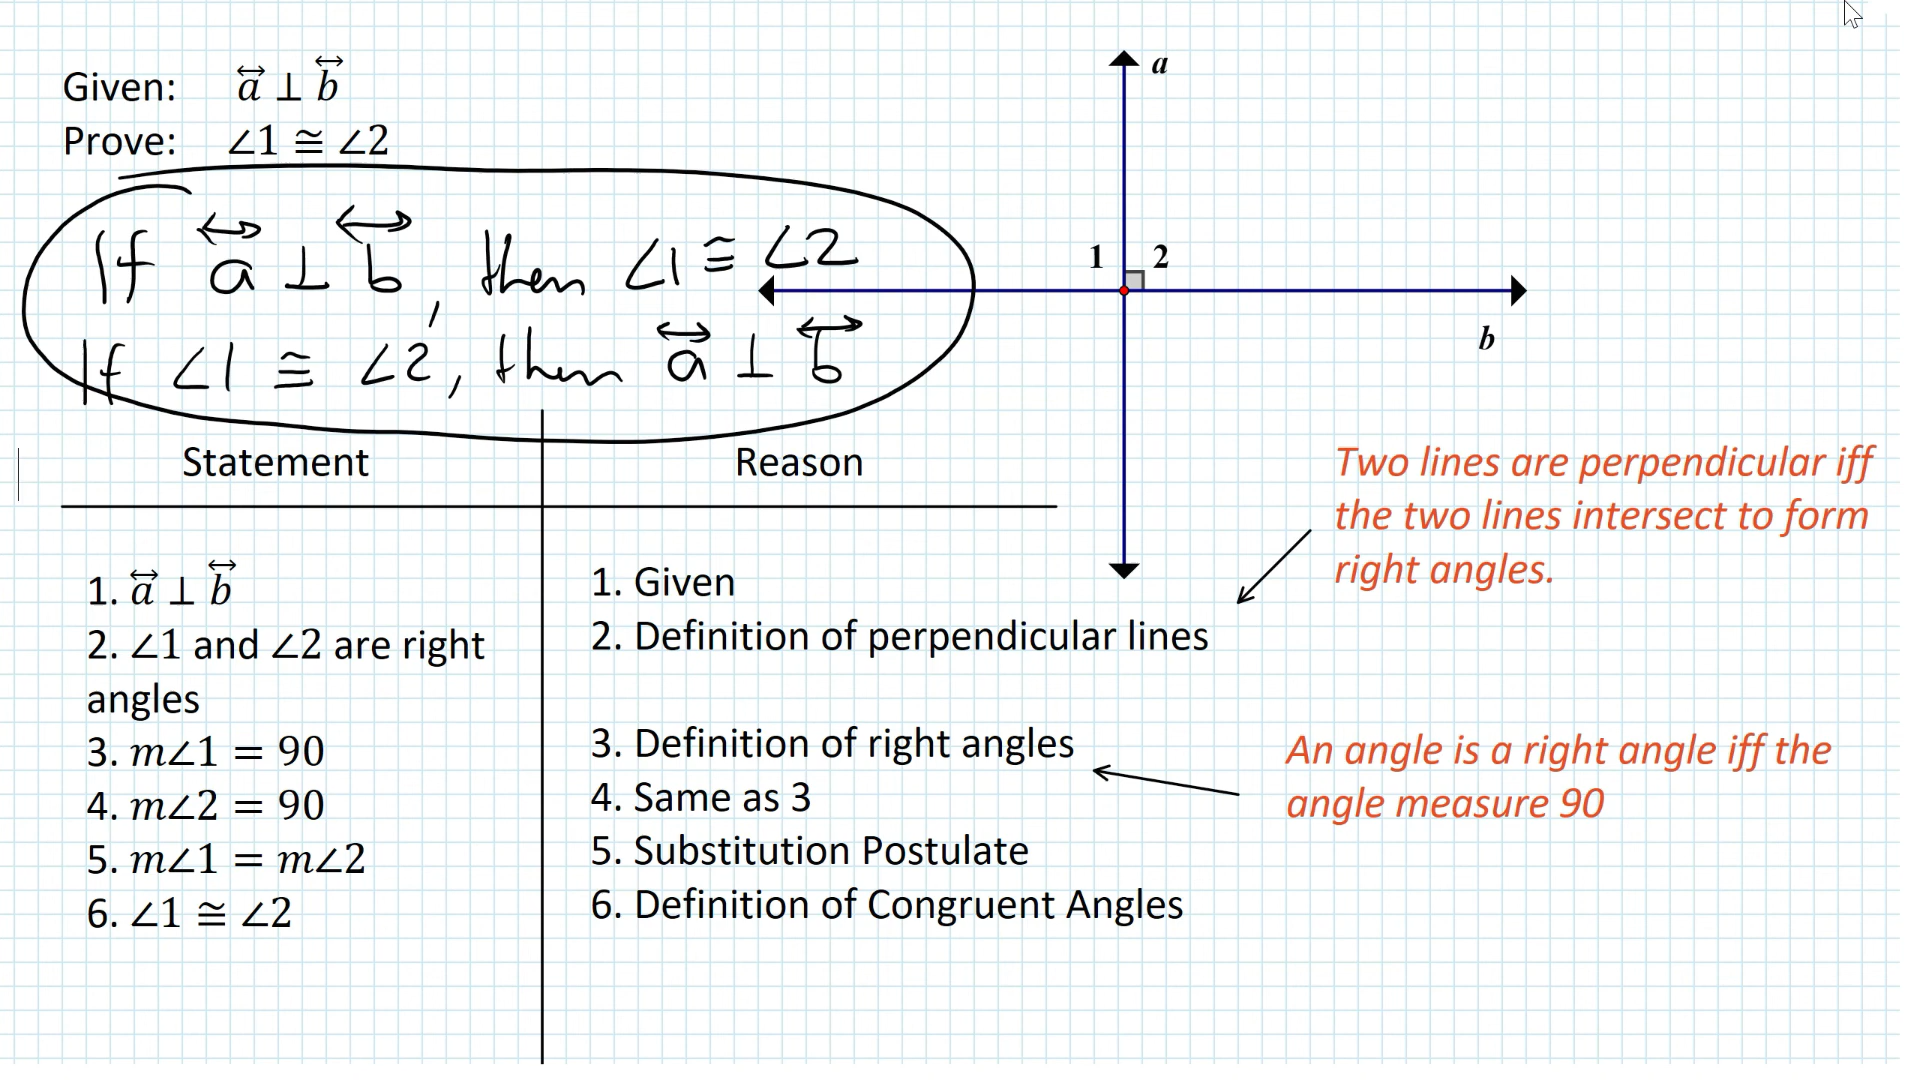 Given: a⃡ ⊥ b⃡
Prove: ∠1 ≅ ∠2
If a⃡ ⊥ b⃡, then ∠1 ≅ ∠2
If ∠1 ≅ ∠2, then a⃡ ⊥ b⃡
a
1 2
b
Statement
Reason
1. a⃡ ⊥ b⃡
2. ∠1 and ∠2 are right
angles
3. m∠1 = 90
4. m∠2 = 90
5. m∠1 = m∠2
6. ∠1 ≅ ∠2
1. Given
2. Definition of perpendicular lines
3. Definition of right angles
4. Same as 3
5. Substitution Postulate
6. Definition of Congruent Angles
Two lines are perpendicular iff
the two lines intersect to form
right angles.
An angle is a right angle iff the
angle measure 90